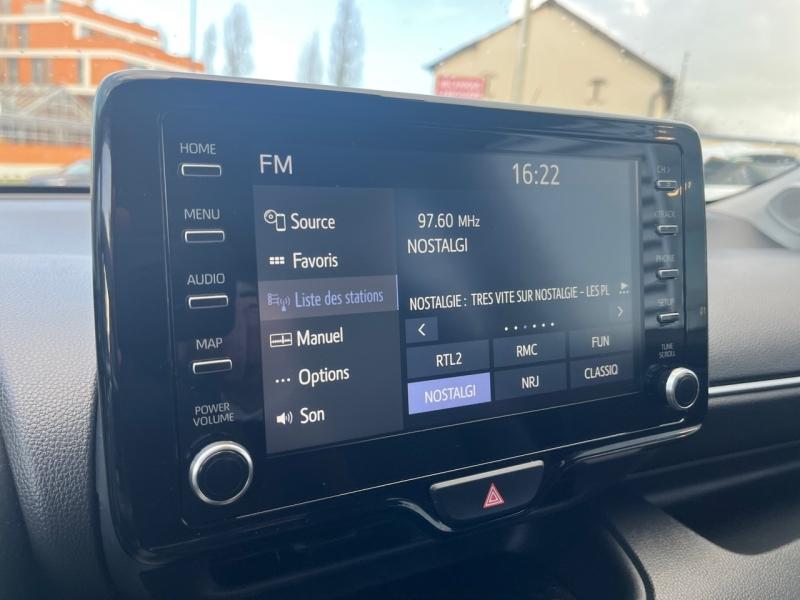 HOME
MENU
AUDIO
MAP
POWER
VOLUME
FM
16:22
Source
Favoris
Liste des stations
Manuel
Options
Son
97.60 MHz
NOSTALGI
NOSTALGIE : TRES VITE SUR NOSTALGIE – LES PL
RTL2
RMC
FUN
NOSTALGI
NRJ
CLASSIQ
CH >
TRACK
PHONE
SETUP
TUNE
SCROLL